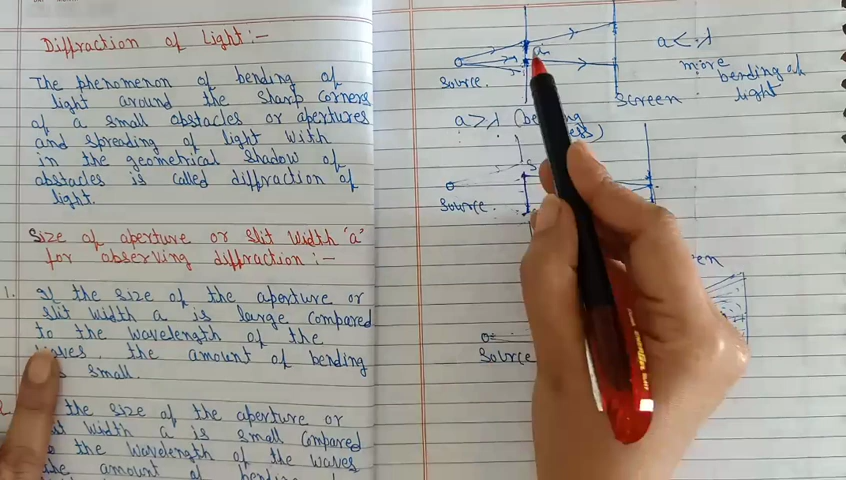 Diffraction of Light:-
The phenomenon of bending of
light around the sharp corners
of a small obstacles or apertures
and spreading of light with
in the geometrical shadow of
obstacles is called diffraction of
light.
Size of aperture or slit width 'a'
for observing diffraction:-
1. If the size of the aperture or
slit width a is large compared
to the wavelength of the
the amount of bending
small.
the size of the aperture or
width a is small compared
the wavelength of the waves
the amount of
a
Source.
Screen
a<λ
more
bending of
light
a>λ
less)
S
Source.
Source